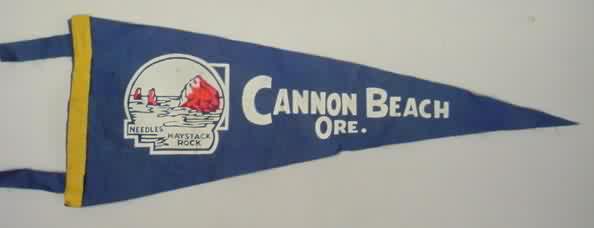 NEEDLES
HAYSTACK
ROCK
CANNON BEACH
ORE.